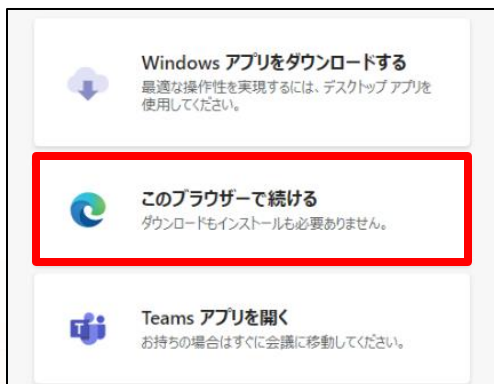 Windows アプリをダウンロードする
最適な操作性を実現するには、デスクトップ アプリを
使用してください。
このブラウザーで続ける
ダウンロードもインストールも必要ありません。
Teams アプリを開く
お持ちの場合はすぐに会議に移動してください。